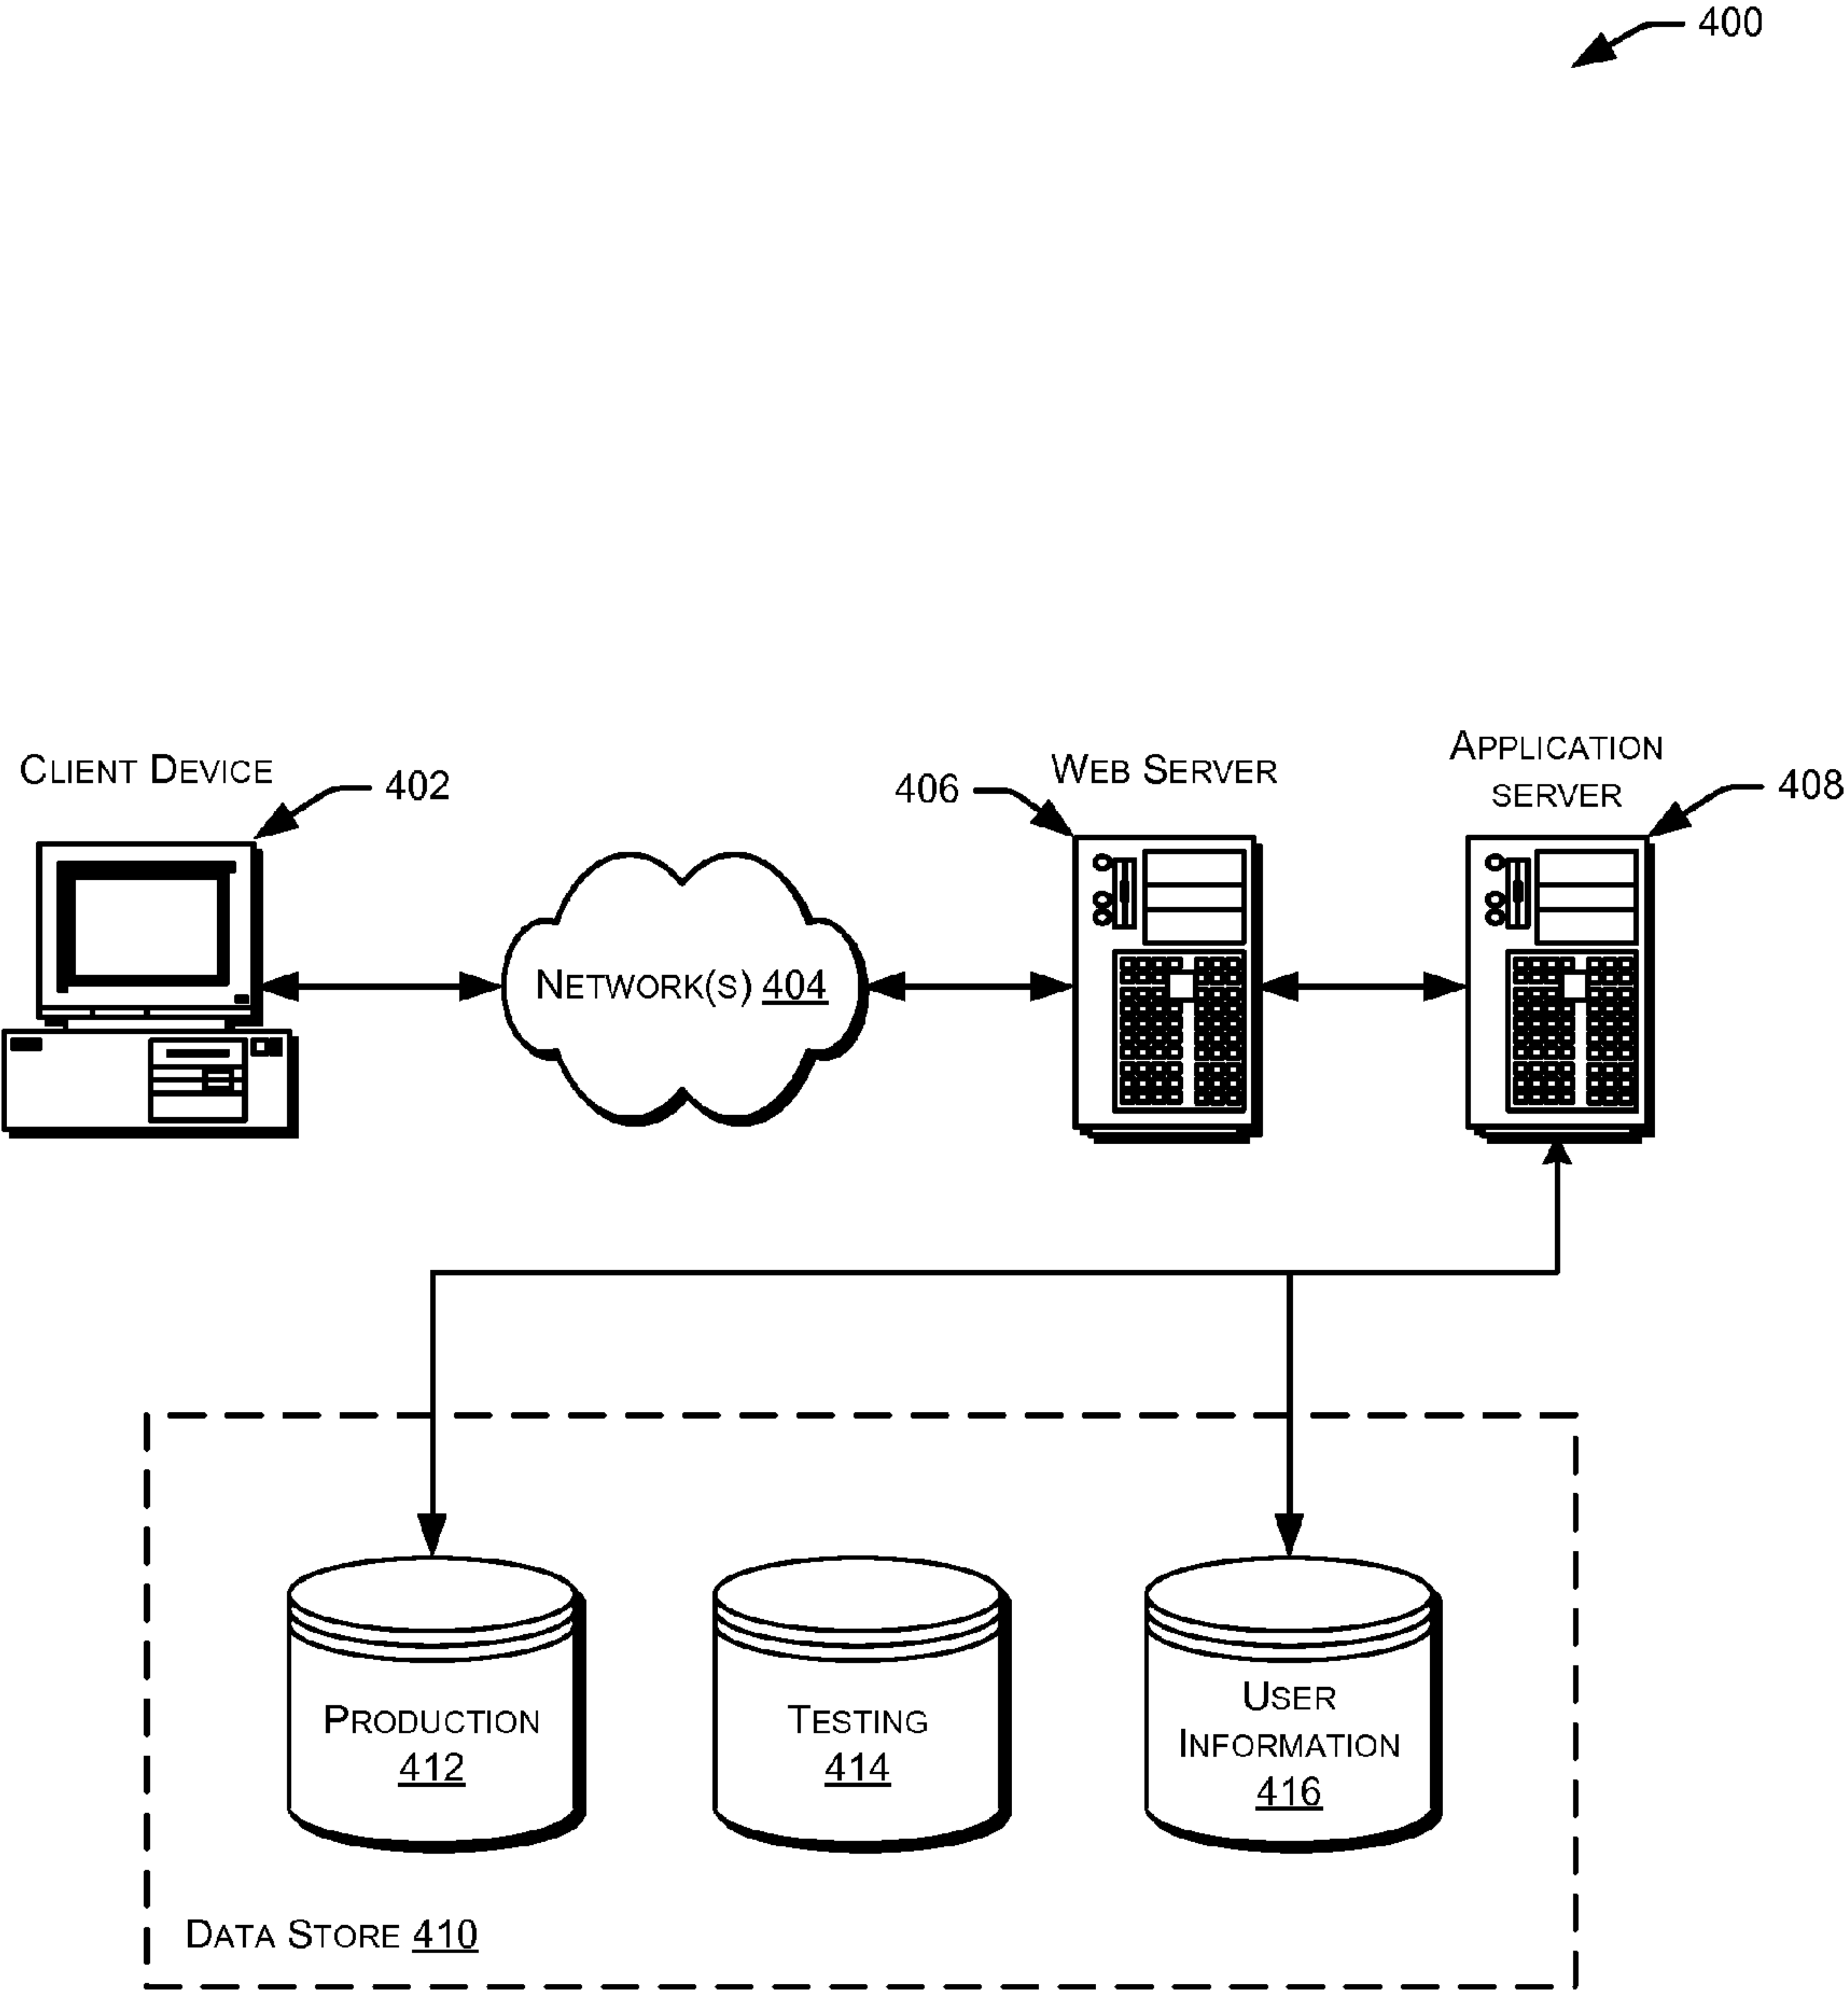 400
CLIENT DEVICE
402
406
WEB SERVER
APPLICATION
SERVER
408
NETWORK(S) 404
PRODUCTION
412
TESTING
414
USER
INFORMATION
416
DATA STORE 410